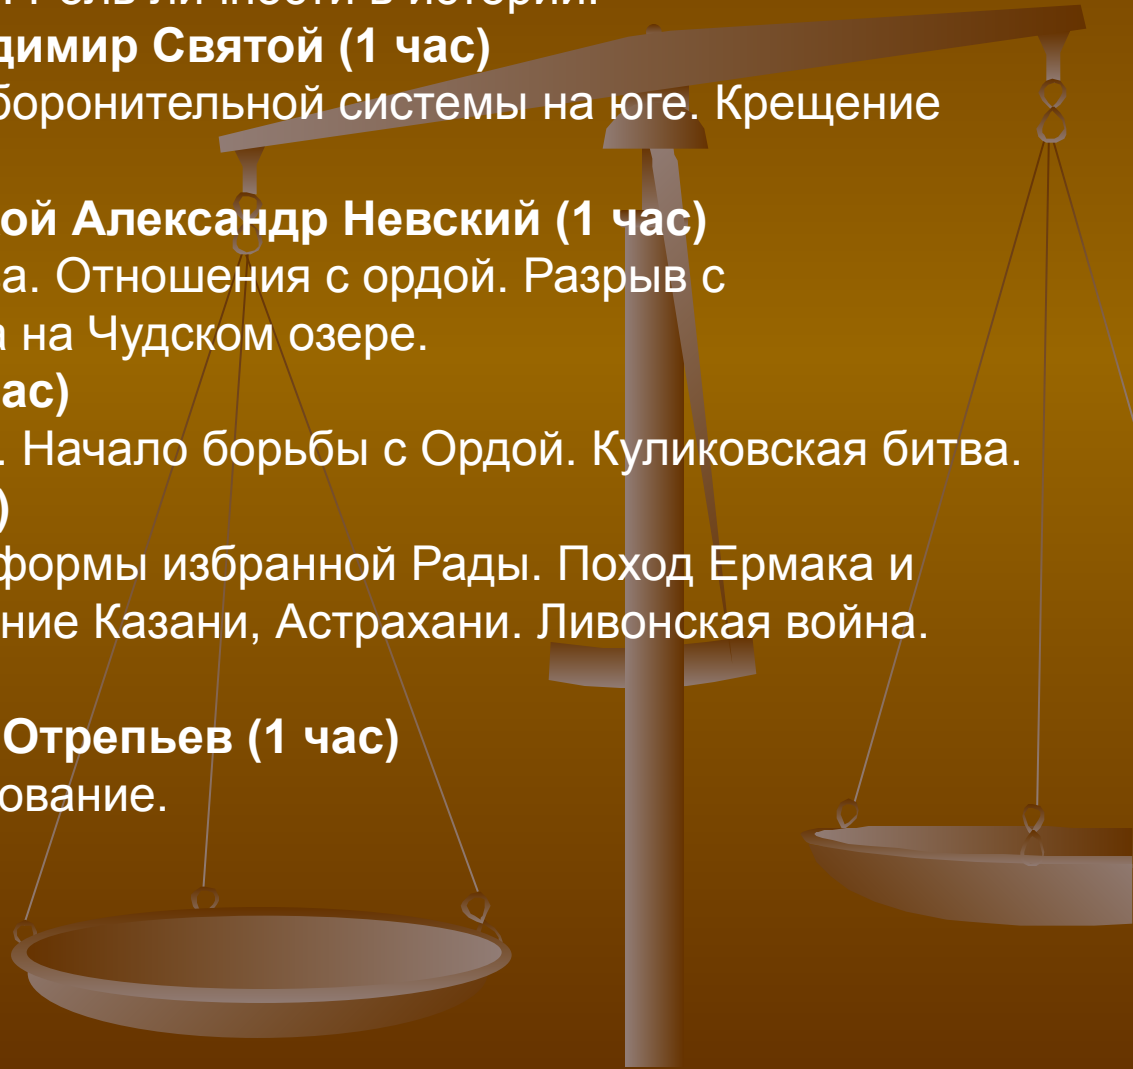 Роль личности в истории.
димир Святой (1 час)
боронительной системы на юге. Крещение
ой Александр Невский (1 час)
ва. Отношения с ордой. Разрыв с
а на Чудском озере.
ас)
. Начало борьбы с Ордой. Куликовская битва.
)
формы избранной Рады. Поход Ермака и
ние Казани, Астрахани. Ливонская война.
Отрепьев (1 час)
ование.